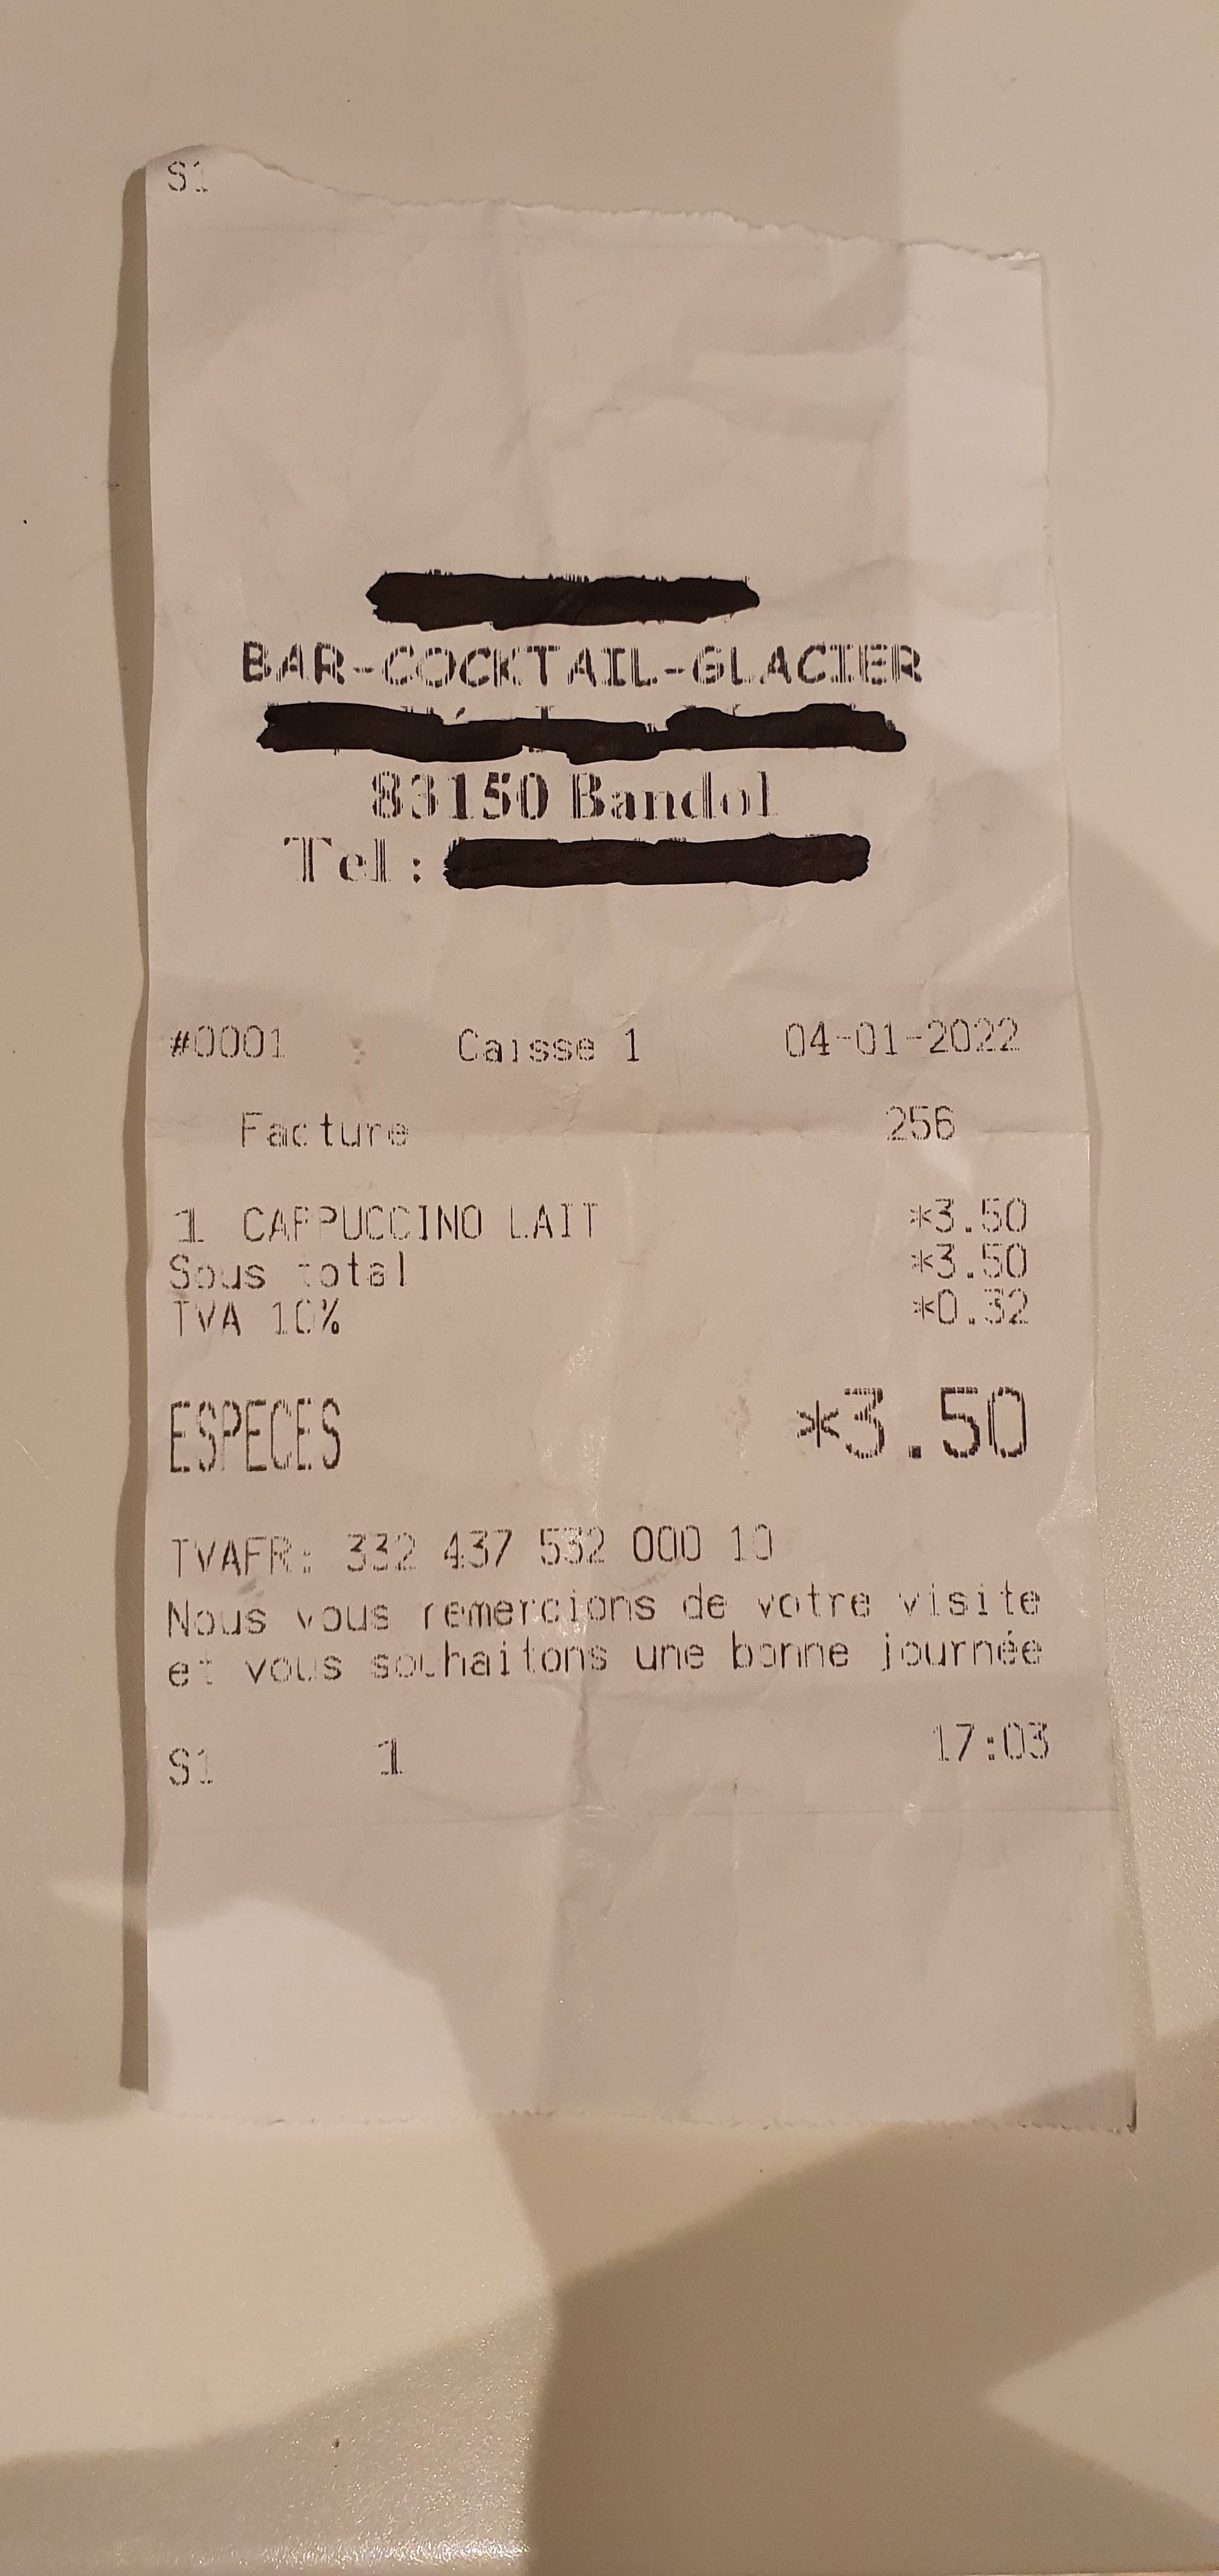 S1
BAR-COCKTAIL-GLACIER
83150 Bandol
Tel :
#0001 Caisse 1 04-01-2022
Facture 256
1 CAPPUCCINO LAIT *3.50
Sous total *3.50
TVA 10% *0.32
ESPECES *3.50
TVAFR: 332 437 532 000 10
Nous vous remercions de votre visite
et vous souhaitons une bonne journée
S1 1 17:03